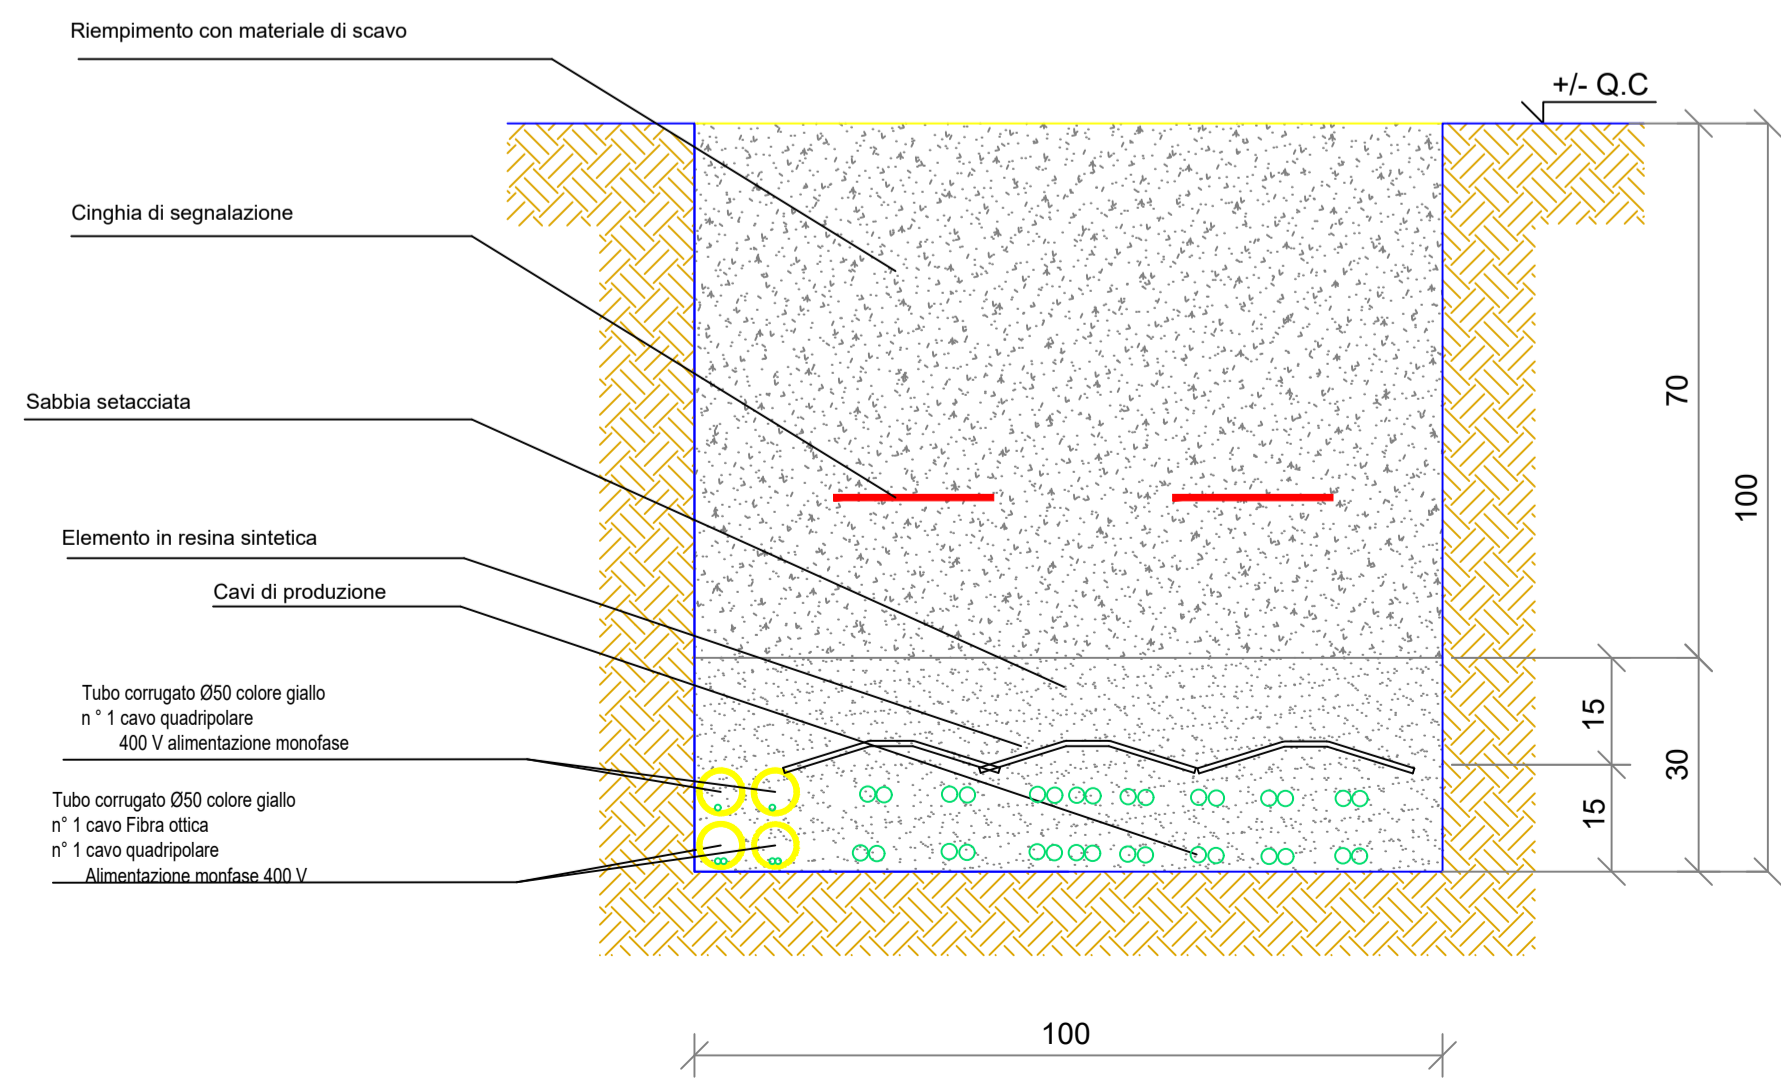 Riempimento con materiale di scavo
+/- Q.C
Cinghia di segnalazione
Sabbia setacciata
70
100
Elemento in resina sintetica
Cavi di produzione
Tubo corrugato Ø50 colore giallo
n ° 1 cavo quadripolare
400 V alimentazione monofase
15
30
15
Tubo corrugato Ø50 colore giallo
n° 1 cavo Fibra ottica
n° 1 cavo quadripolare
Alimentazione monfase 400 V
100